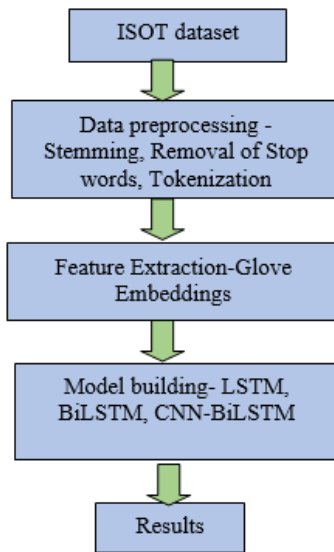 ISOT dataset
Data preprocessing -
Stemming, Removal of Stop
words, Tokenization
Feature Extraction-Glove
Embeddings
Model building- LSTM,
BiLSTM, CNN-BiLSTM
Results